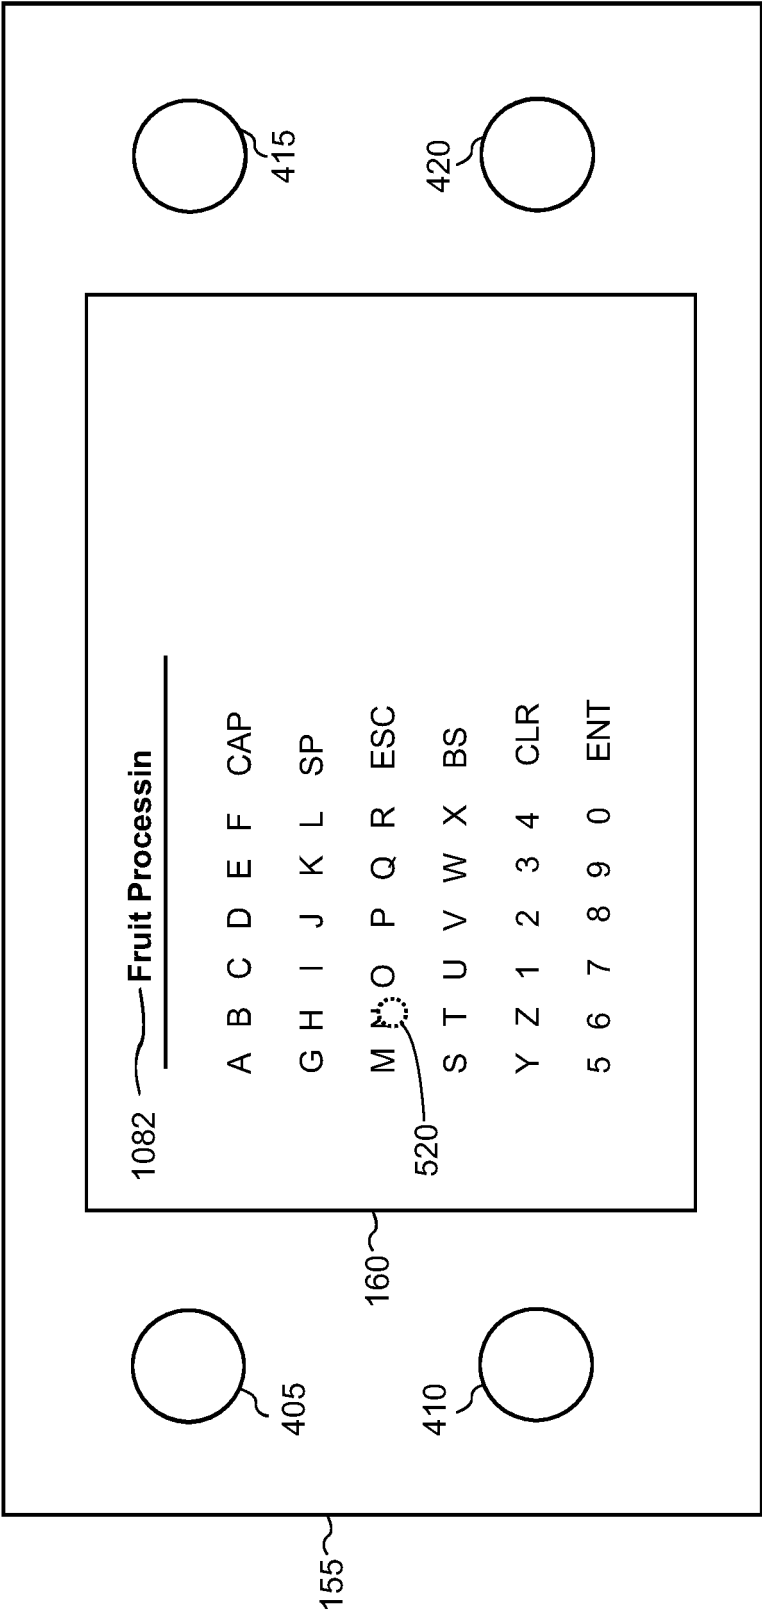 1082 Fruit Processin
A B C D E F CAP
405
415
G H I J K L SP
155
160
M N O P Q R ESC
410
520
420
S T U V W X BS
Y Z 1 2 3 4 CLR
5 6 7 8 9 0 ENT